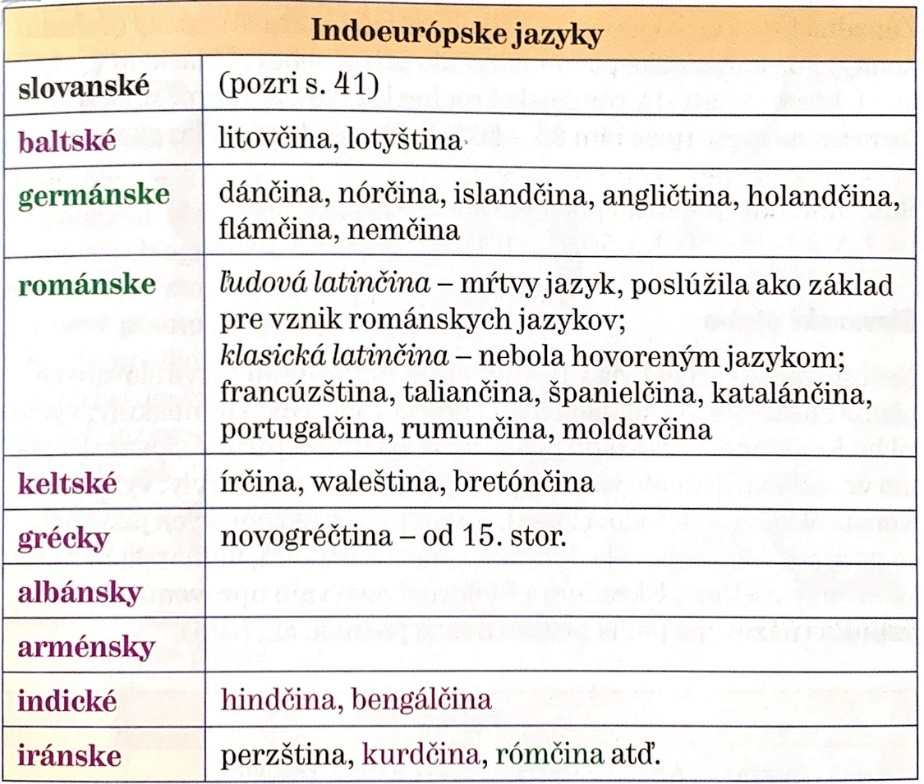 Indoeurópske jazyky
slovanské (pozri s. 41)
baltské litovčina, lotyština
germánske dánčina, nórčina, islandčina, angličtina, holandčina,
flámčina, nemčina
románske ľudová latinčina – mŕtvy jazyk, poslúžila ako základ
pre vznik románskych jazykov;
klasická latinčina – nebola hovoreným jazykom;
francúzština, taliančina, španielčina, katalánčina,
portugalčina, rumunčina, moldavčina
keltské írčina, waleština, bretónčina
grécky novogréčtina – od 15. stor.
albánsky
arménsky
indické hindčina, bengálčina
iránske perzština, kurdčina, rómčina atď.